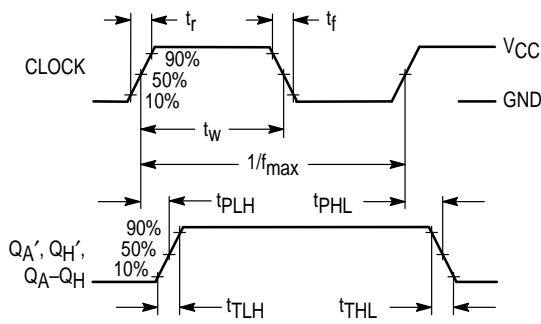 tr
tf
CLOCK
90%
50%
10%
VCC
GND
tw
1/fmax
tPLH
tPHL
QA′, QH′,
QA–QH
90%
50%
10%
tTLH
tTHL